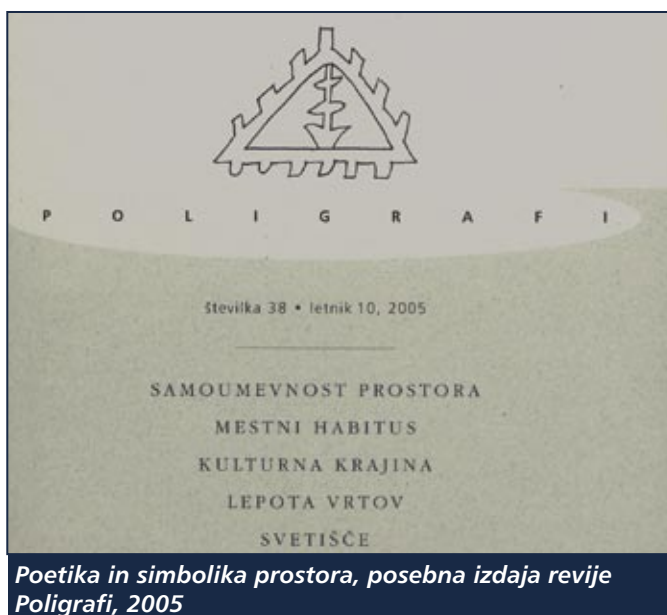 P O L I G R A F I
številka 38 • letnik 10, 2005
SAMOUMEVNOST PROSTORA
MESTNI HABITUS
KULTURNA KRAJINA
LEPOTA VRTOV
SVETIŠČE
Poetika in simbolika prostora, posebna izdaja revije
Poligrafi, 2005